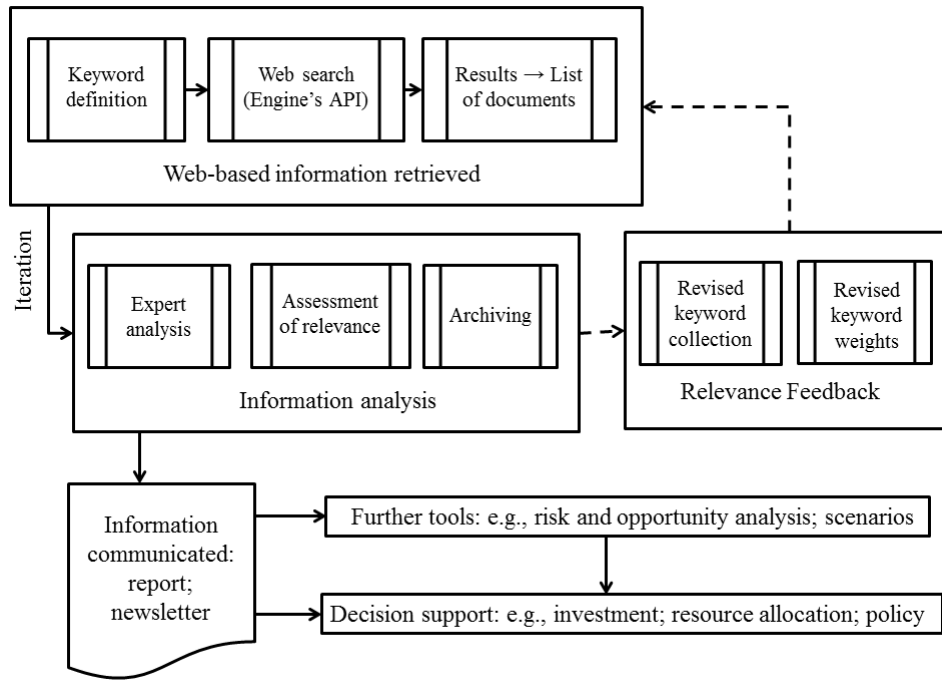 Keyword
definition
Web search
(Engine's API)
Results → List
of documents
Web-based information retrieved
Iteration
Expert
analysis
Assessment
of relevance
Archiving
Information analysis
Revised
keyword
collection
Revised
keyword
weights
Relevance Feedback
Information
communicated:
report;
newsletter
Further tools: e.g., risk and opportunity analysis; scenarios
Decision support: e.g., investment; resource allocation; policy